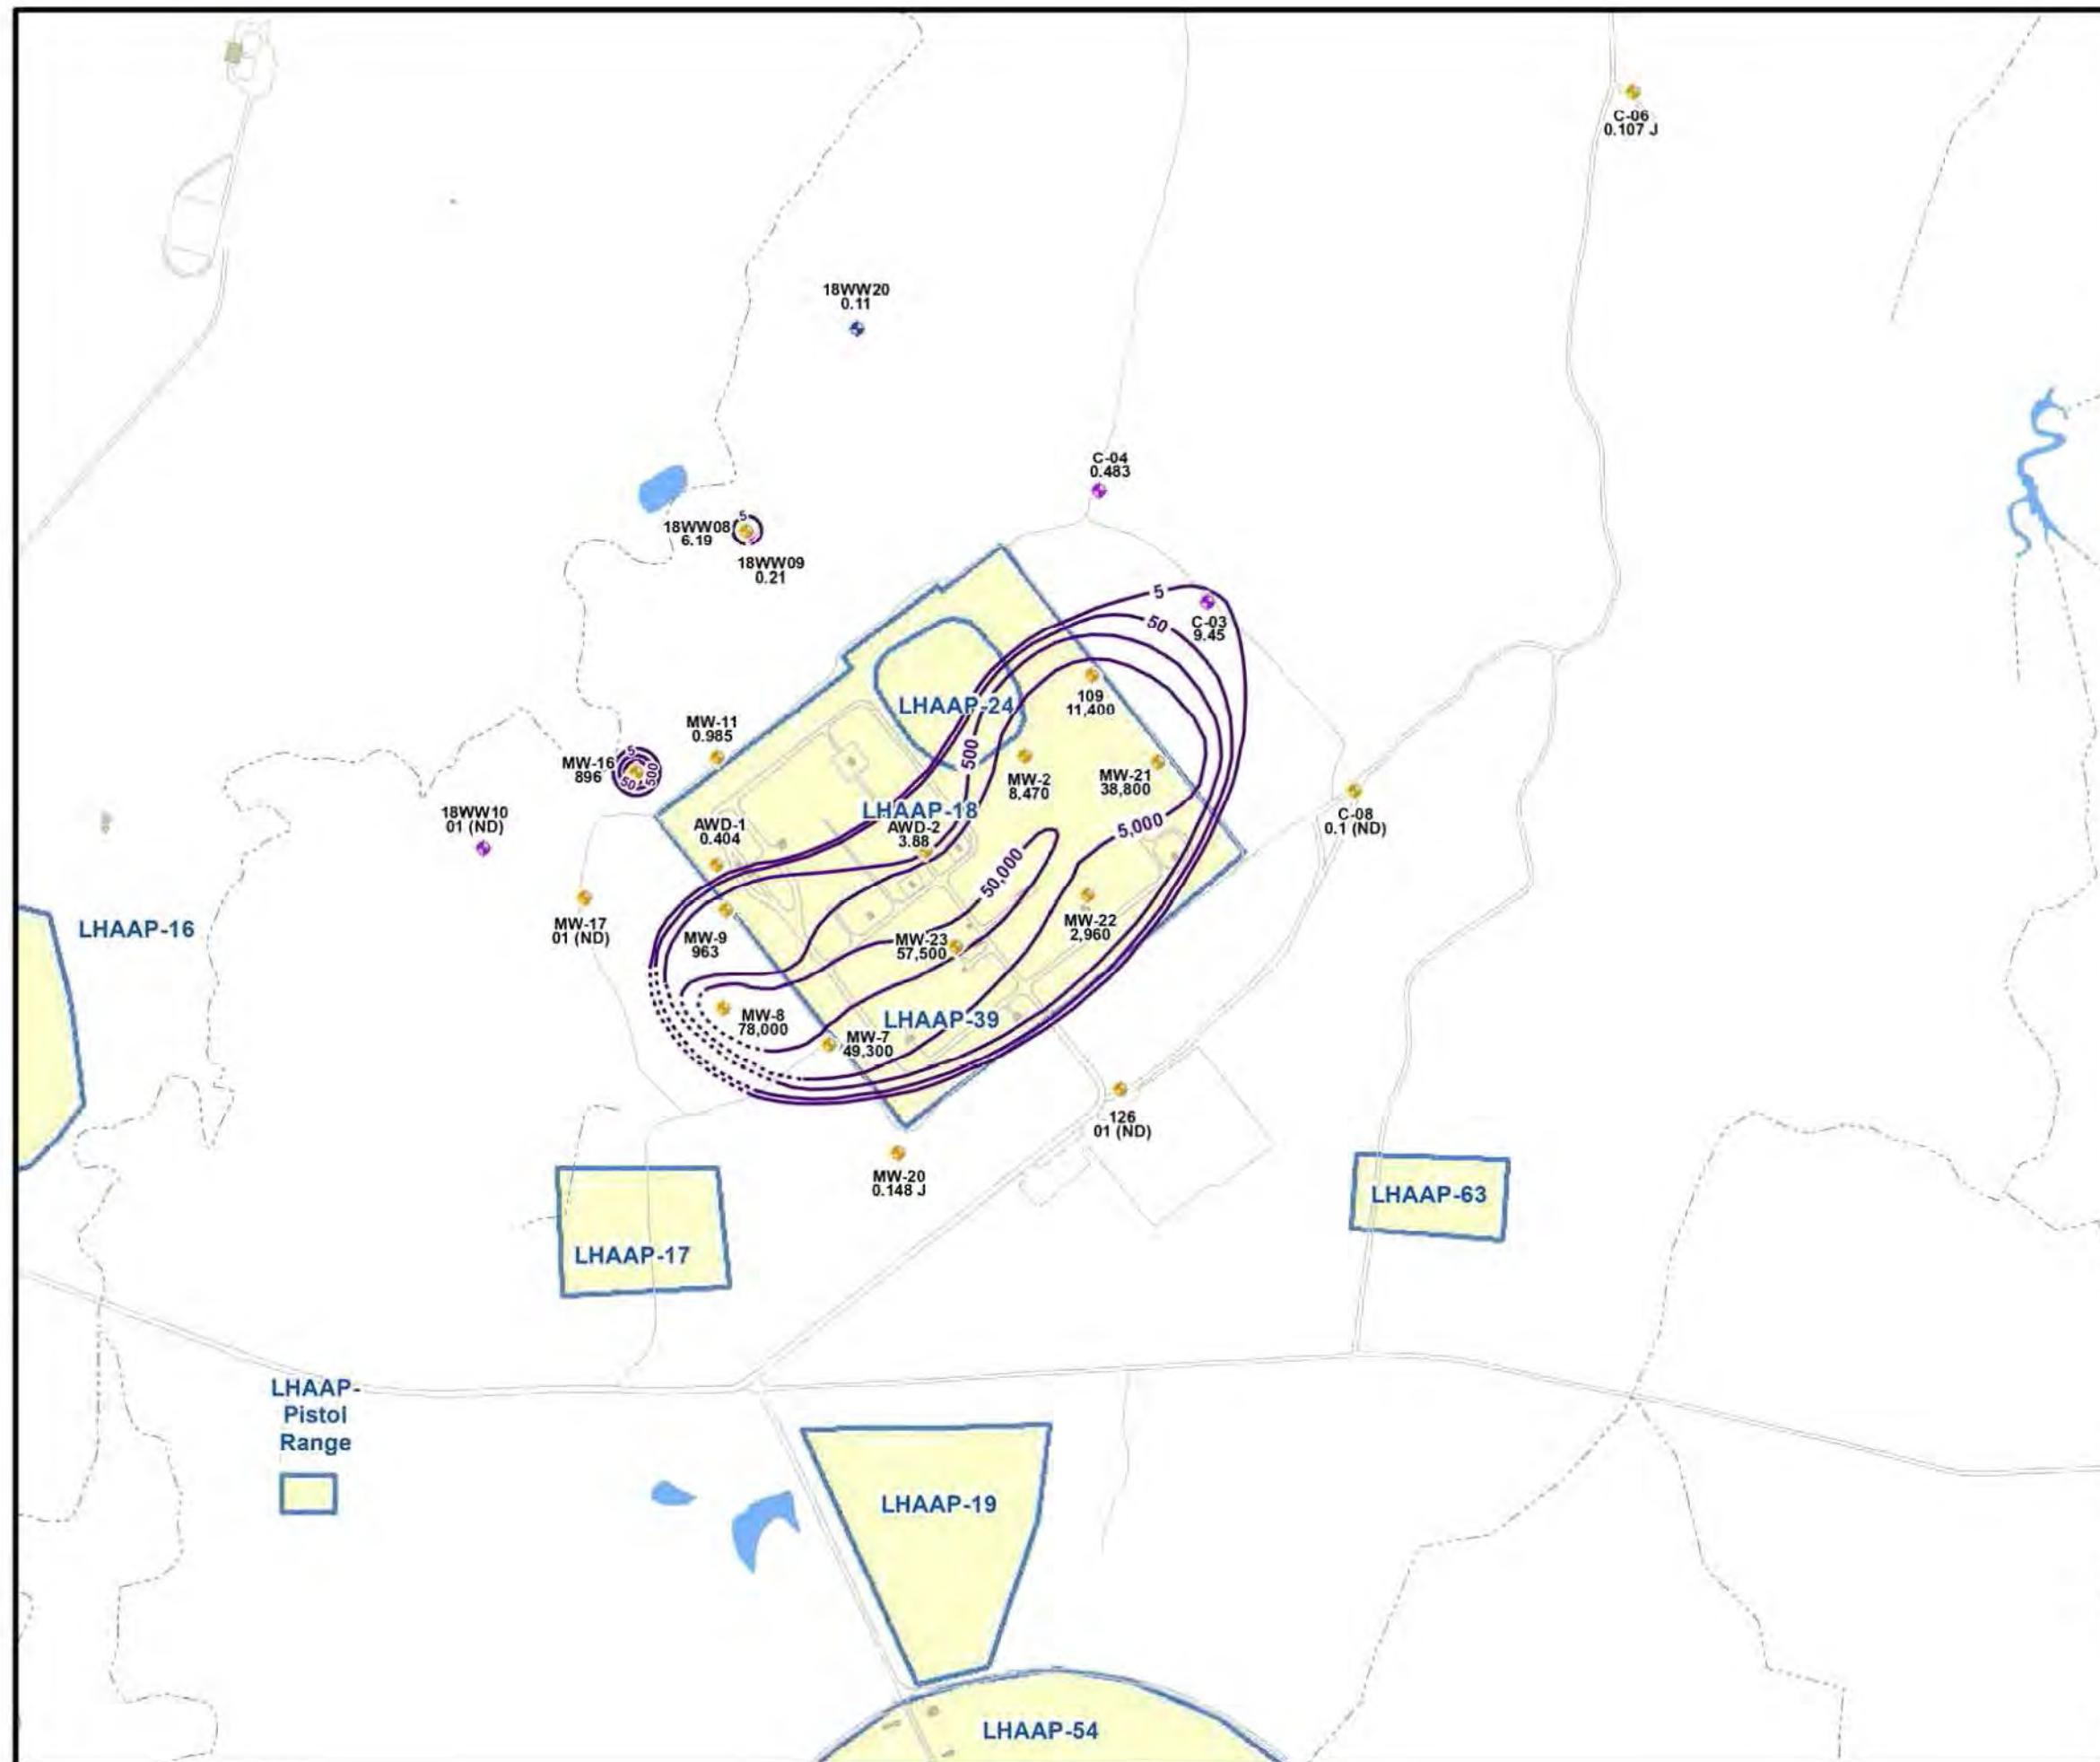 C-06
0.107 J
18WW20
0.11
C-04
0.483
5
18WW08
6.19
18WW09
0.21
5
50
C-03
9.45
LHAAP-24
109
11,400
MW-11
0.985
500
5
MW-16
896
50
500
MW-2
8,470
MW-21
38,800
18WW10
01 (ND)
LHAAP-18
AWD-1
0.404
AWD-2
3.88
5,000
C-08
0.1 (ND)
50,000
LHAAP-16
MW-17
01 (ND)
MW-9
963
MW-23
57,500
MW-22
2,960
MW-8
78,000
LHAAP-39
MW-7
49,300
126
01 (ND)
MW-20
0.148 J
LHAAP-63
LHAAP-17
LHAAP-
Pistol
Range
LHAAP-19
LHAAP-54